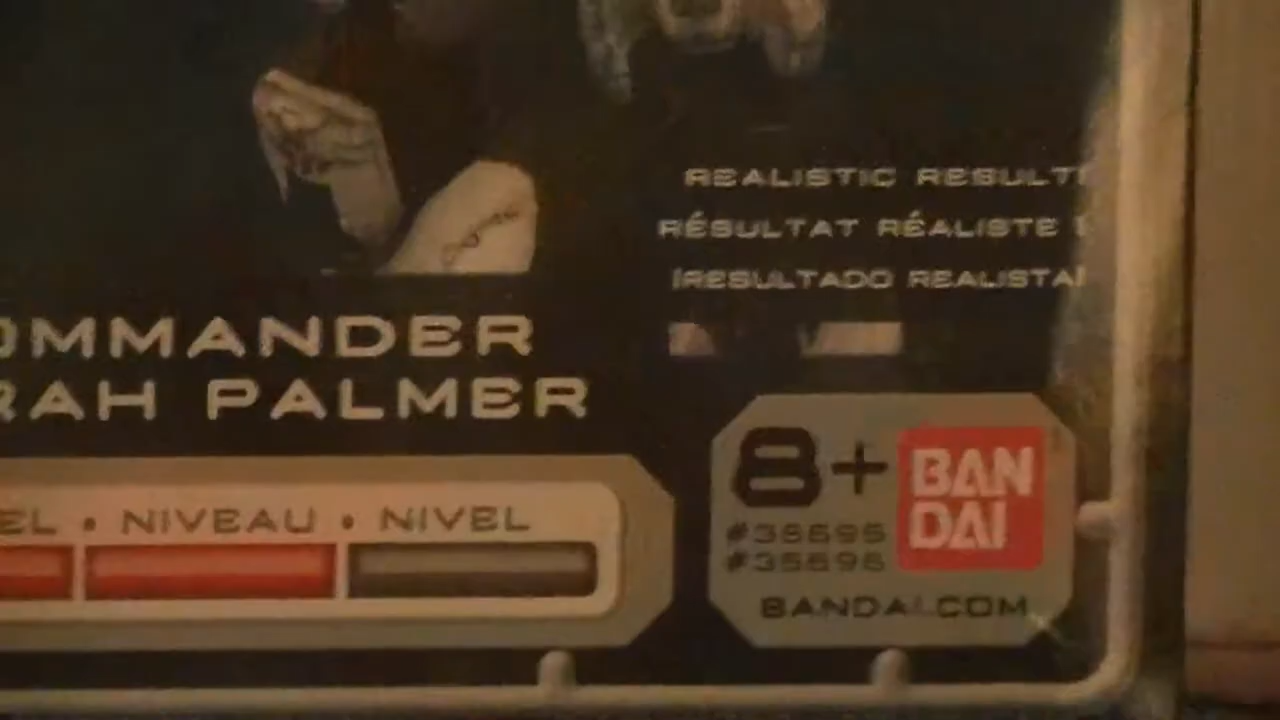 REALISTIC RESULT
RÉSULTAT RÉALISTE
¡RESULTADO REALISTA!
OMMANDER
RAH PALMER
EL • NIVEAU • NIVEL
8+
BAN
DAI
BANDAI.COM